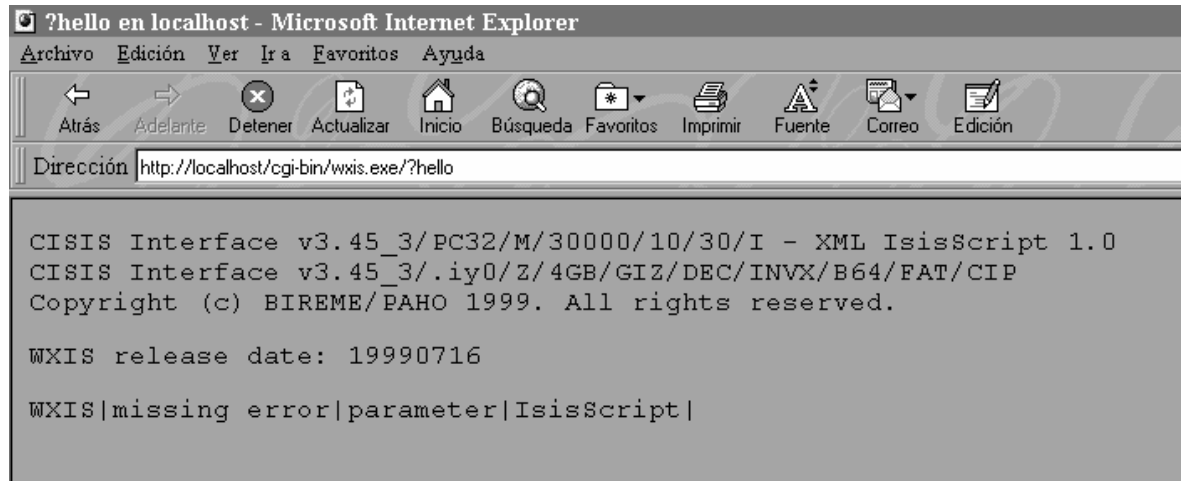 ?hello en localhost - Microsoft Internet Explorer
Archivo Edición Ver Ir a Favoritos Ayuda
Atrás Adelante Detener Actualizar Inicio Búsqueda Favoritos Imprimir Fuente Correo Edición
Dirección http://localhost/cgi-bin/wxis.exe/?hello
CISIS Interface v3.45_3/PC32/M/30000/10/30/I - XML IsisScript 1.0
CISIS Interface v3.45_3/.iy0/Z/4GB/GIZ/DEC/INVX/B64/FAT/CIP
Copyright (c) BIREME/PAHO 1999. All rights reserved.
WXIS release date: 19990716
WXIS|missing error|parameter|IsisScript|